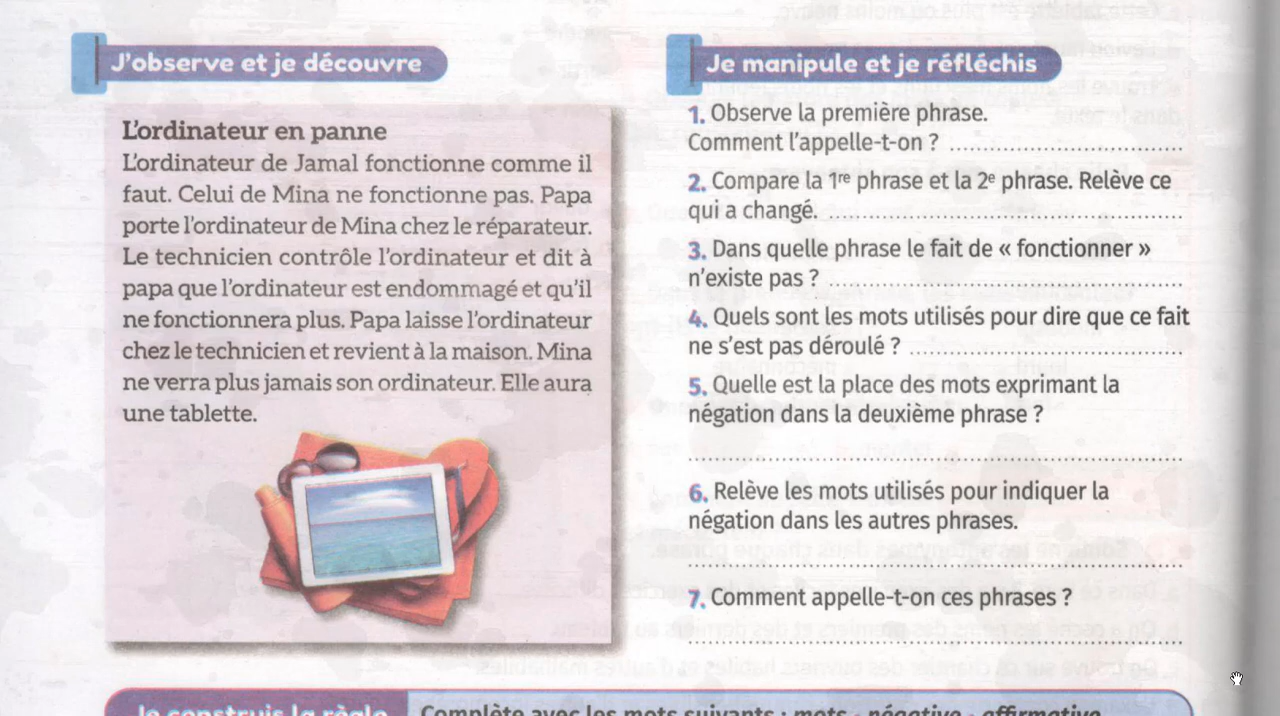 J'observe et je découvre
L'ordinateur en panne
L'ordinateur de Jamal fonctionne comme il
faut. Celui de Mina ne fonctionne pas. Papa
porte l'ordinateur de Mina chez le réparateur.
Le technicien contrôle l'ordinateur et dit à
papa que l'ordinateur est endommagé et qu'il
ne fonctionnera plus. Papa laisse l'ordinateur
chez le technicien et revient à la maison. Mina
ne verra plus jamais son ordinateur. Elle aura
une tablette.
Je manipule et je réfléchis
1. Observe la première phrase.
Comment l'appelle-t-on ? ...................................
2. Compare la 1re phrase et la 2e phrase. Relève ce
qui a changé. ...................................
3. Dans quelle phrase le fait de « fonctionner »
n'existe pas ? ...................................
4. Quels sont les mots utilisés pour dire que ce fait
ne s'est pas déroulé ? ...................................
5. Quelle est la place des mots exprimant la
négation dans la deuxième phrase ?
...................................
6. Relève les mots utilisés pour indiquer la
négation dans les autres phrases.
...................................
7. Comment appelle-t-on ces phrases ?
...................................
Je construis la règle
Complète avec les mots suivants : mots - négative - affirmative